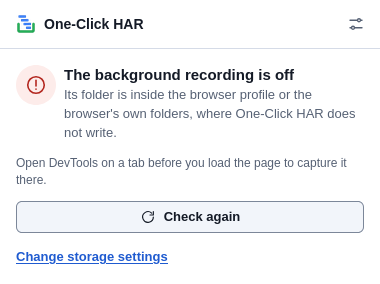 One-Click HAR
The background recording is off
Its folder is inside the browser profile or the
browser's own folders, where One-Click HAR does
not write.
Open DevTools on a tab before you load the page to capture it
there.
Check again
Change storage settings